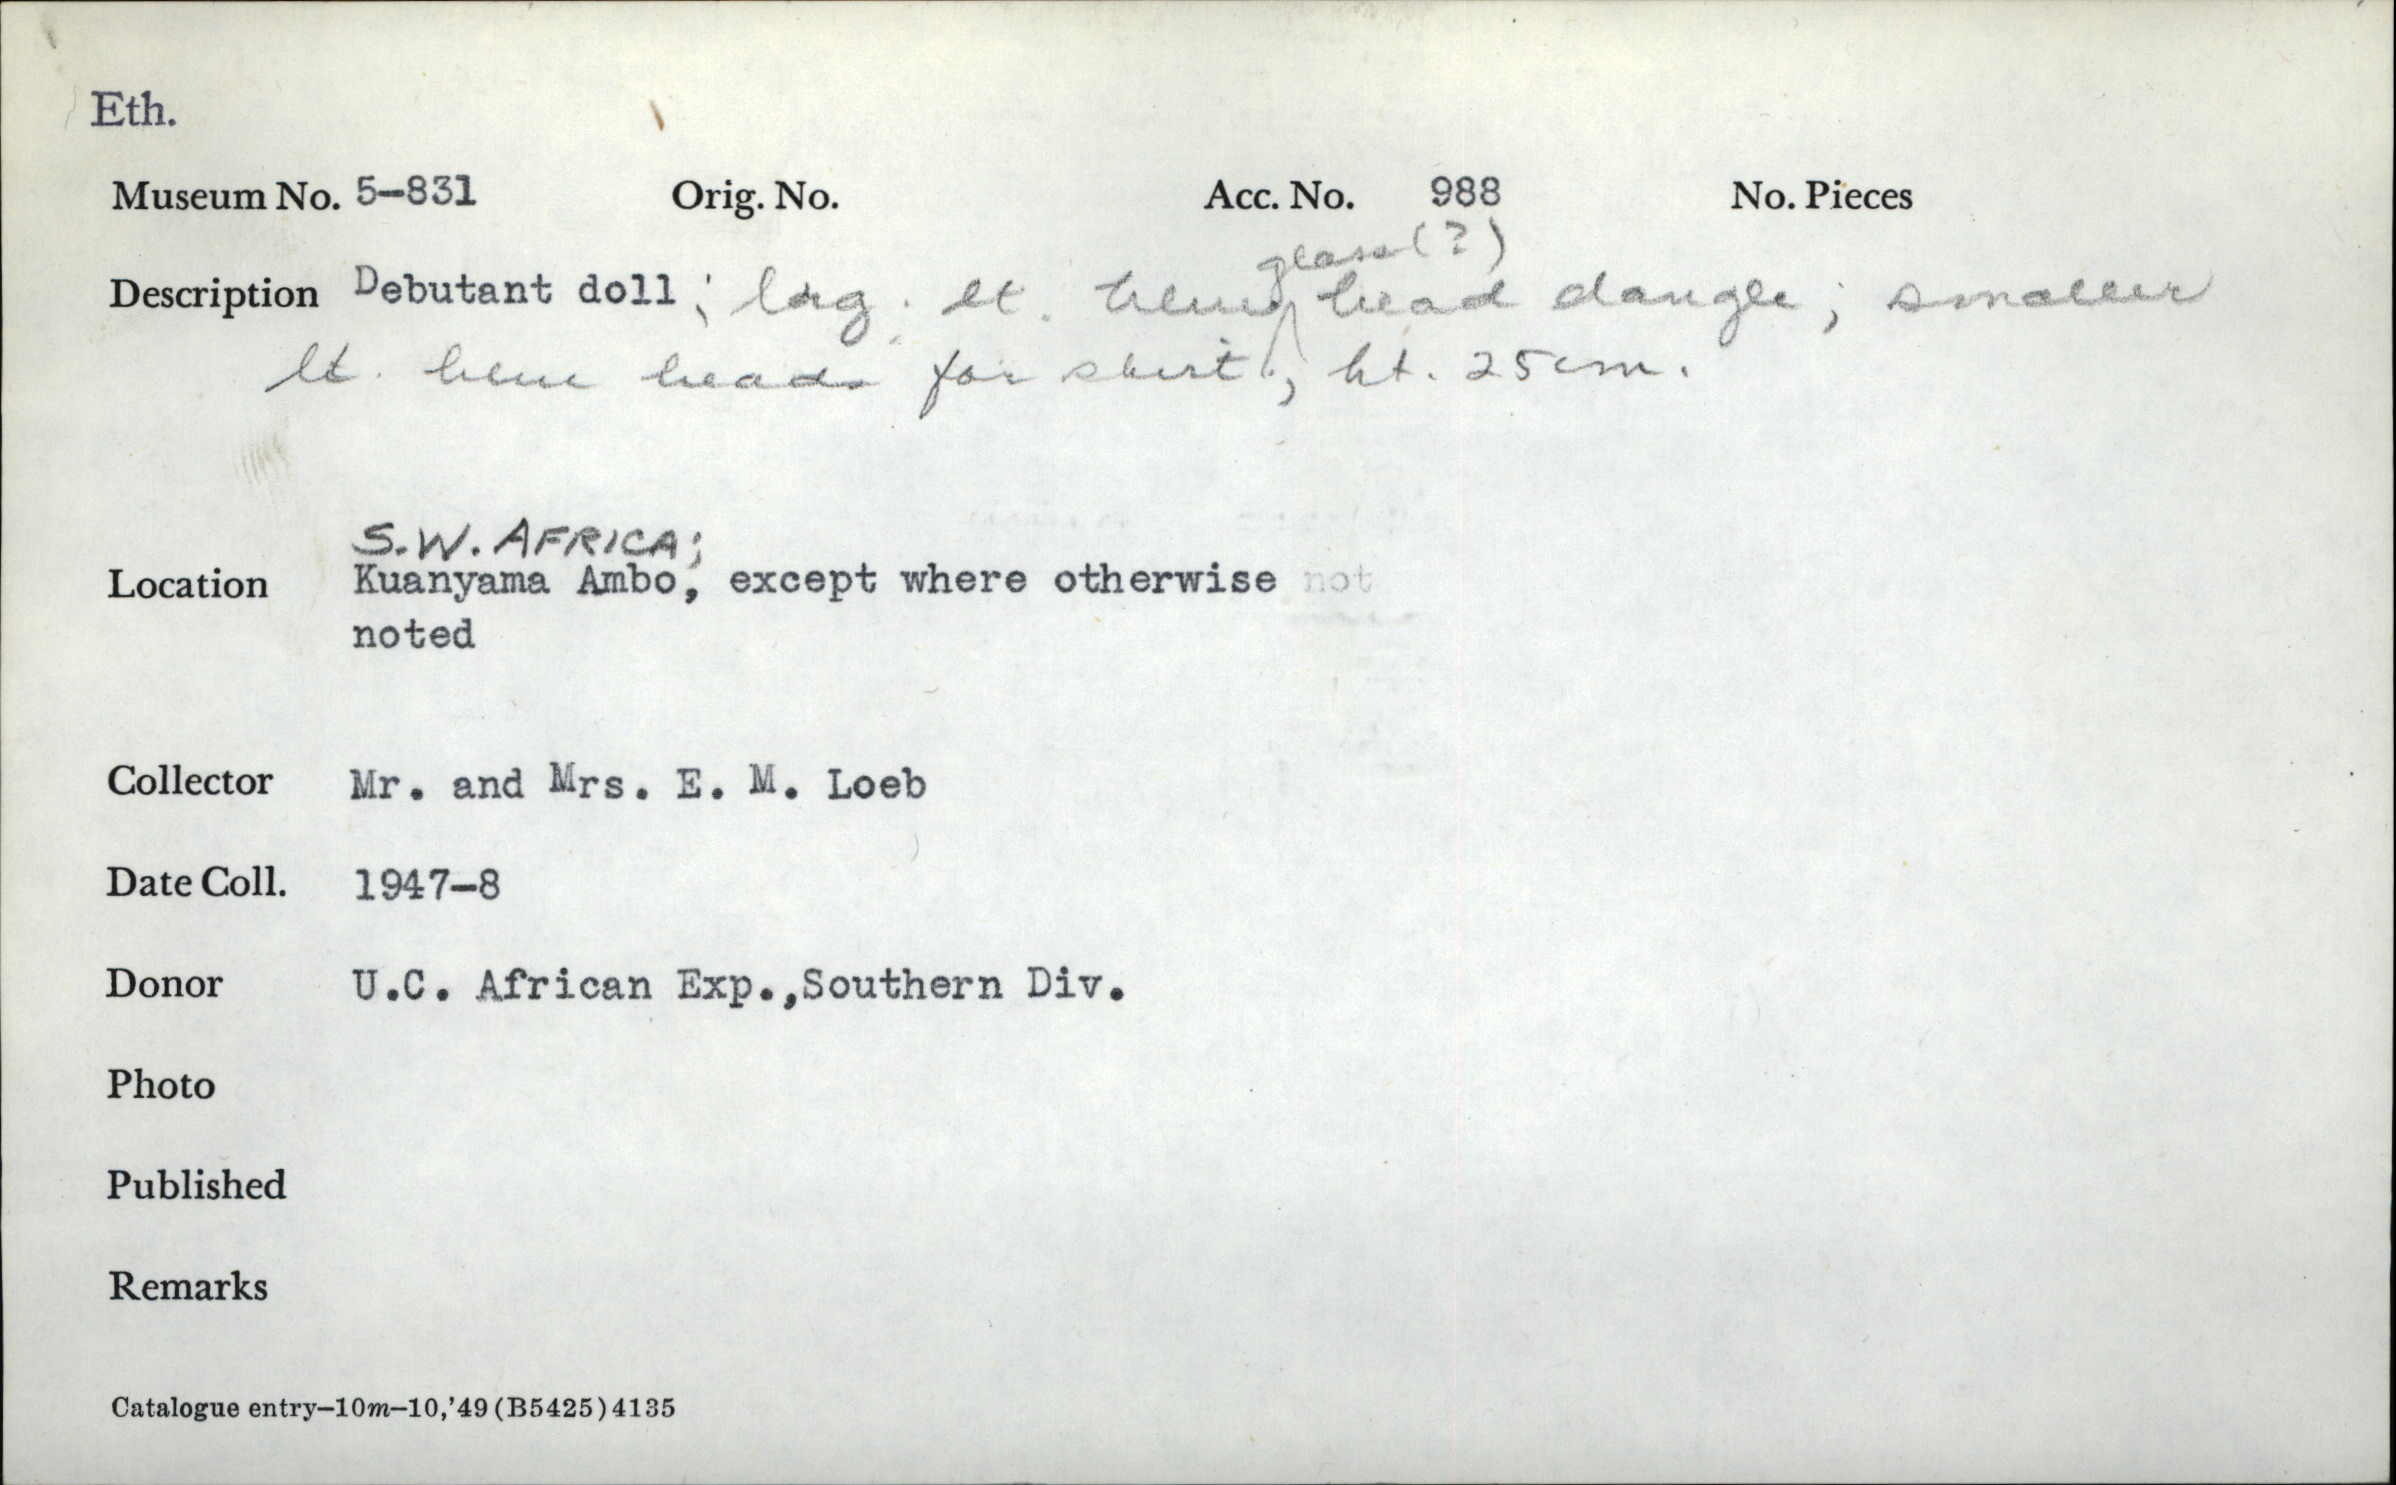 Eth.
Museum No. 5-831 Orig. No. Acc. No. 988 No. Pieces
glass(?)
Description Debutant doll; lrg. lt. blue bead dangle; smaller
lt. blue beads for skirt; ht. 25cm.
S.W. AFRICA;
Location Kuanyama Ambo, except where otherwise not
noted
Collector Mr. and Mrs. E. M. Loeb
Date Coll. 1947-8
Donor U.C. African Exp.,Southern Div.
Photo
Published
Remarks
Catalogue entry—10m—10,'49(B5425)4135